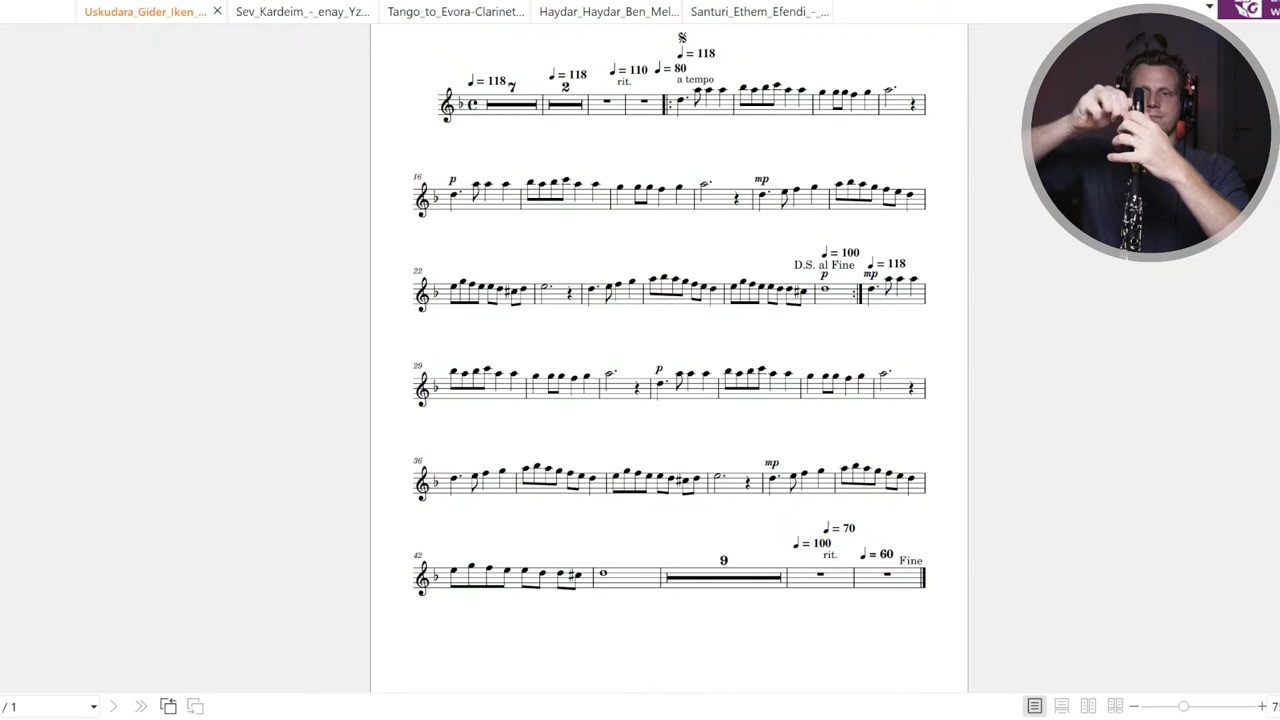 Uskudara_Gider_Iken_... Sev_Kardeim_-_enay_Yz... Tango_to_Evora-Clarinet... Haydar_Haydar_Ben_Mel... Santuri_Ethem_Efendi_-_...
= 118
= 118 7 = 118 2 = 110 rit. = 80 a tempo
16 p mp
= 100
22 D.S. al Fine p = 118 mp
29 p
36 mp
= 70
42 9 = 100 rit. = 60 Fine
/ 1